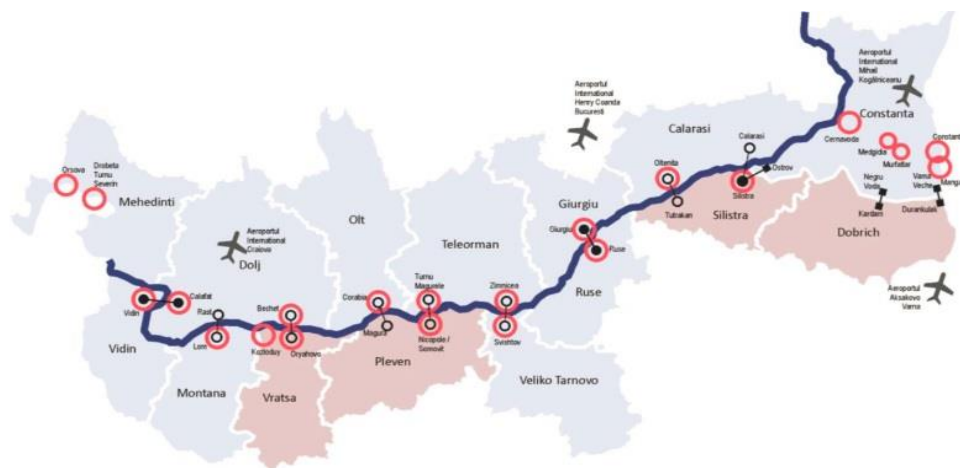 Aeroportul
International
Mihail
Kogălniceanu
Constanta
Aeroportul
International
Henry Coanda
Bucuresti
Calarasi
Calarasi
Cernavoda
Medgidia
Murfatlar
Constant
Manga
Orsova
Drobeta
Turnu
Severin
Mehedinti
Oltenita
Ostrov
Silistra
Silistra
Tutrakan
Negru
Voda
Vama
Veche
Kardam
Durankulak
Dobrich
Olt
Giurgiu
Giurgiu
Ruse
Ruse
Teleorman
Aeroportul
International
Craiova
Dolj
Turnu
Magurele
Zimnicea
Corabia
Bechet
Calafat
Vidin
Rast
Aeroportul
Aksakovo
Varna
Lom
Kozloduy
Oryahovo
Magura
Nicopole /
Somovit
Svishtov
Vidin
Pleven
Montana
Vratsa
Veliko Tarnovo